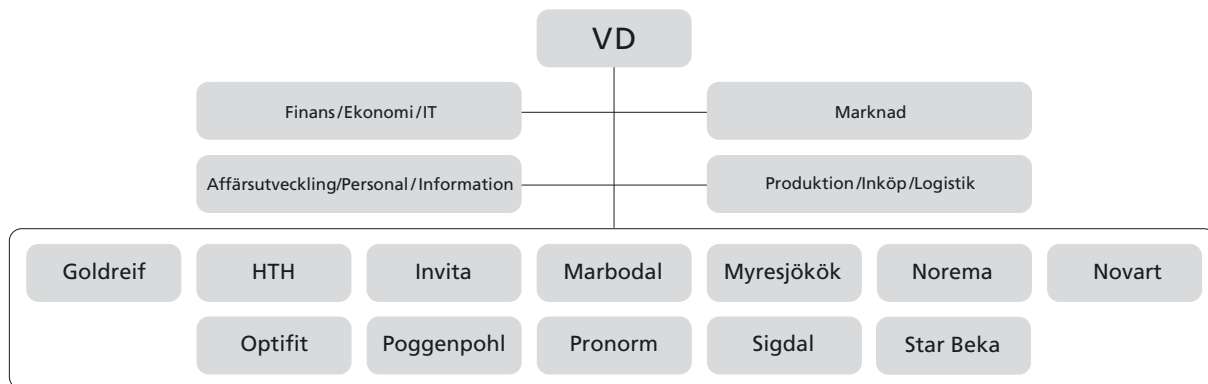 VD
Finans/Ekonomi/IT
Marknad
Affärsutveckling/Personal/Information
Produktion/Inköp/Logistik
Goldreif
HTH
Invita
Marbodal
Myresjökök
Norema
Novart
Optifit
Poggenpohl
Pronorm
Sigdal
Star Beka